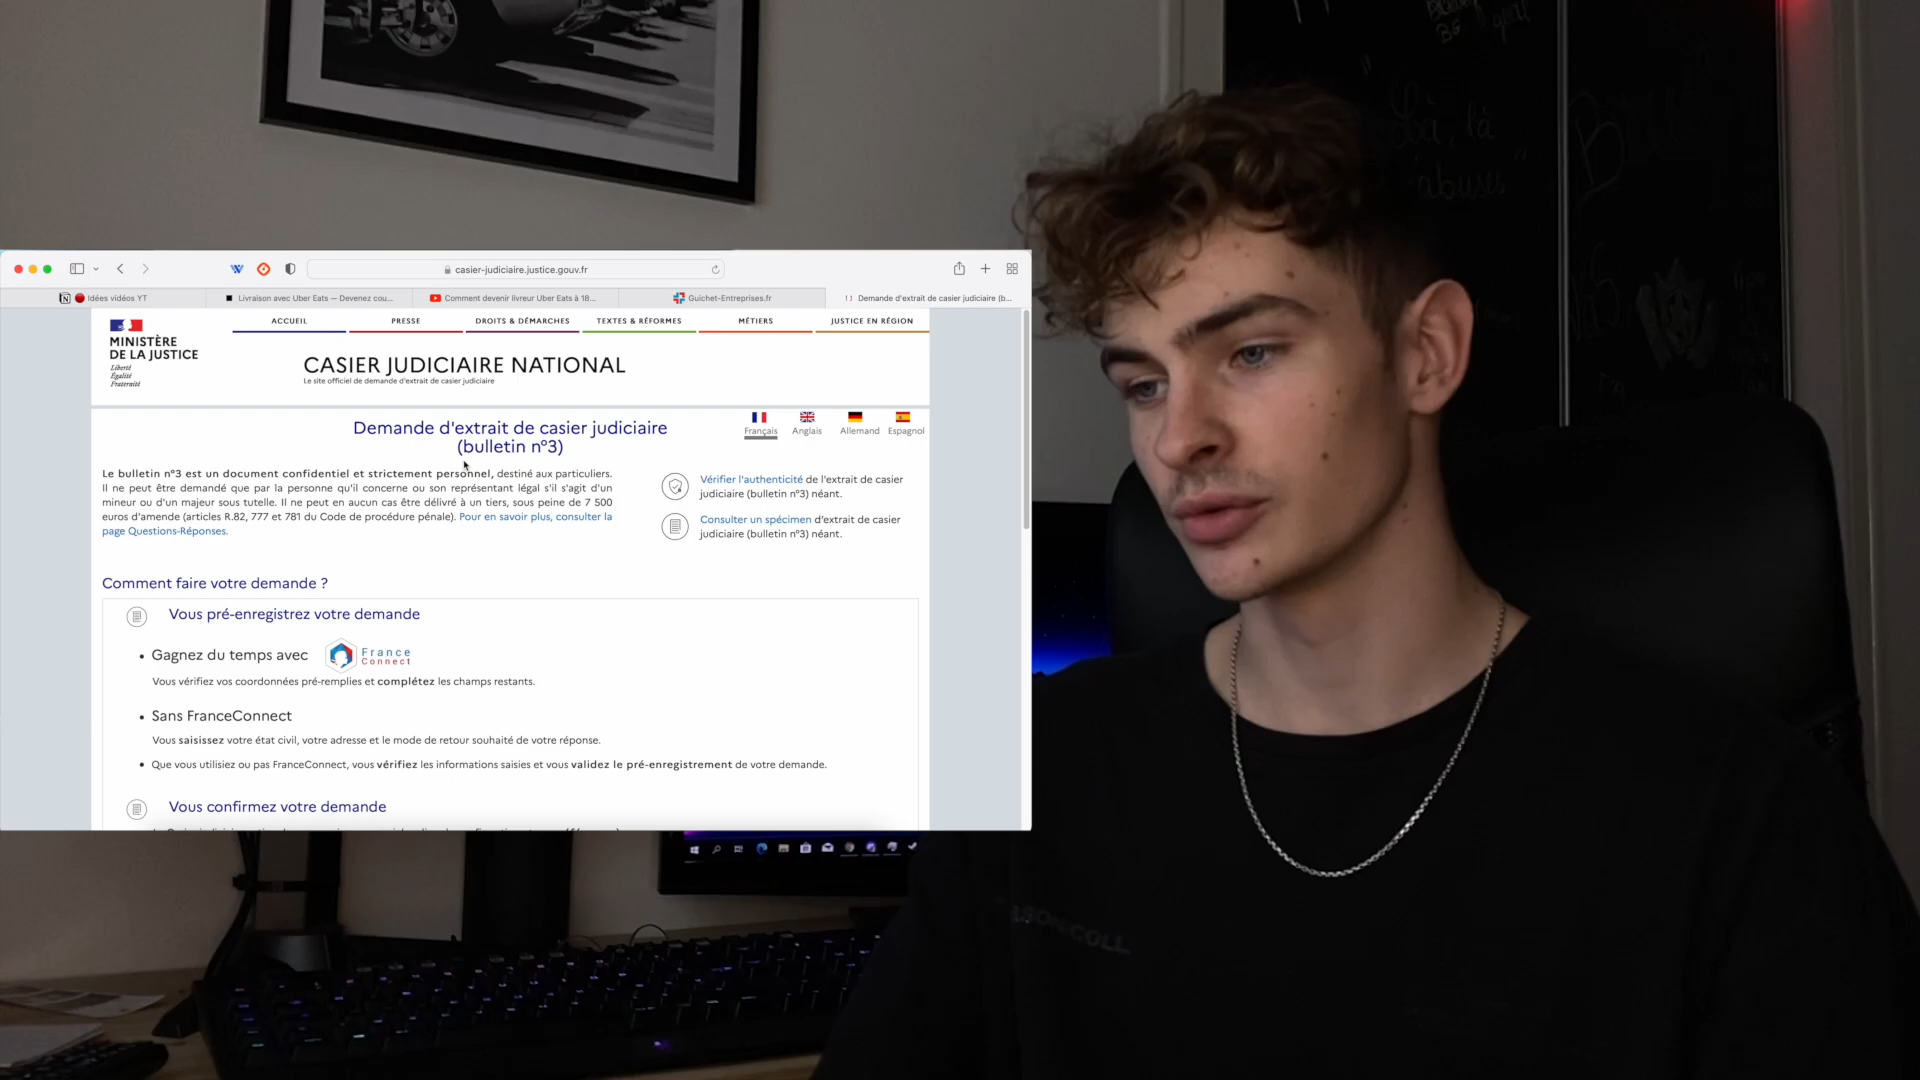 casier-judiciaire.justice.gouv.fr
Idées vidéos YT
Livraison avec Uber Eats — Devenez cou...
Comment devenir livreur Uber Eats à 18...
Guichet-Entreprises.fr
Demande d'extrait de casier judiciaire (b...
ACCUEIL
PRESSE
DROITS & DÉMARCHES
TEXTES & RÉFORMES
MÉTIERS
JUSTICE EN RÉGION
MINISTÈRE
DE LA JUSTICE
Liberté
Égalité
Fraternité
CASIER JUDICIAIRE NATIONAL
Le site officiel de demande d'extrait de casier judiciaire
Demande d'extrait de casier judiciaire
(bulletin n°3)
Français
Anglais
Allemand
Espagnol
Le bulletin n°3 est un document confidentiel et strictement personnel, destiné aux particuliers.
Il ne peut être demandé que par la personne qu'il concerne ou son représentant légal s'il s'agit d'un
mineur ou d'un majeur sous tutelle. Il ne peut en aucun cas être délivré à un tiers, sous peine de 7 500
euros d'amende (articles R.82, 777 et 781 du Code de procédure pénale). Pour en savoir plus, consulter la
page Questions-Réponses.
Vérifier l'authenticité de l'extrait de casier
judiciaire (bulletin n°3) néant.
Consulter un spécimen d'extrait de casier
judiciaire (bulletin n°3) néant.
Comment faire votre demande ?
Vous pré-enregistrez votre demande
Gagnez du temps avec
France
Connect
Vous vérifiez vos coordonnées pré-remplies et complétez les champs restants.
Sans FranceConnect
Vous saisissez votre état civil, votre adresse et le mode de retour souhaité de votre réponse.
Que vous utilisiez ou pas FranceConnect, vous vérifiez les informations saisies et vous validez le pré-enregistrement de votre demande.
Vous confirmez votre demande
Là, là
abuses"